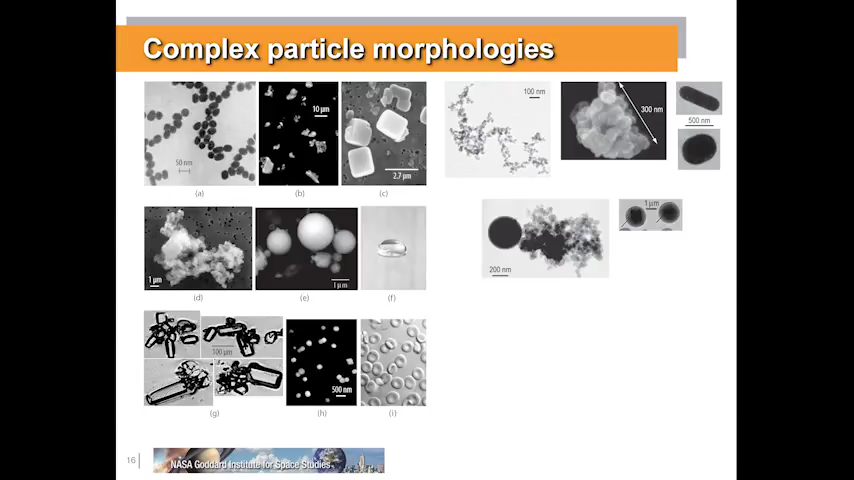 Complex particle morphologies
50 nm
(a)
10 µm
(b)
2.7 µm
(c)
100 nm
300 nm
500 nm
1 µm
(d)
1 µm
(e)
(f)
200 nm
1 µm
100 µm
(g)
500 nm
(h)
(i)
16
NASA Goddard Institute for Space Studies